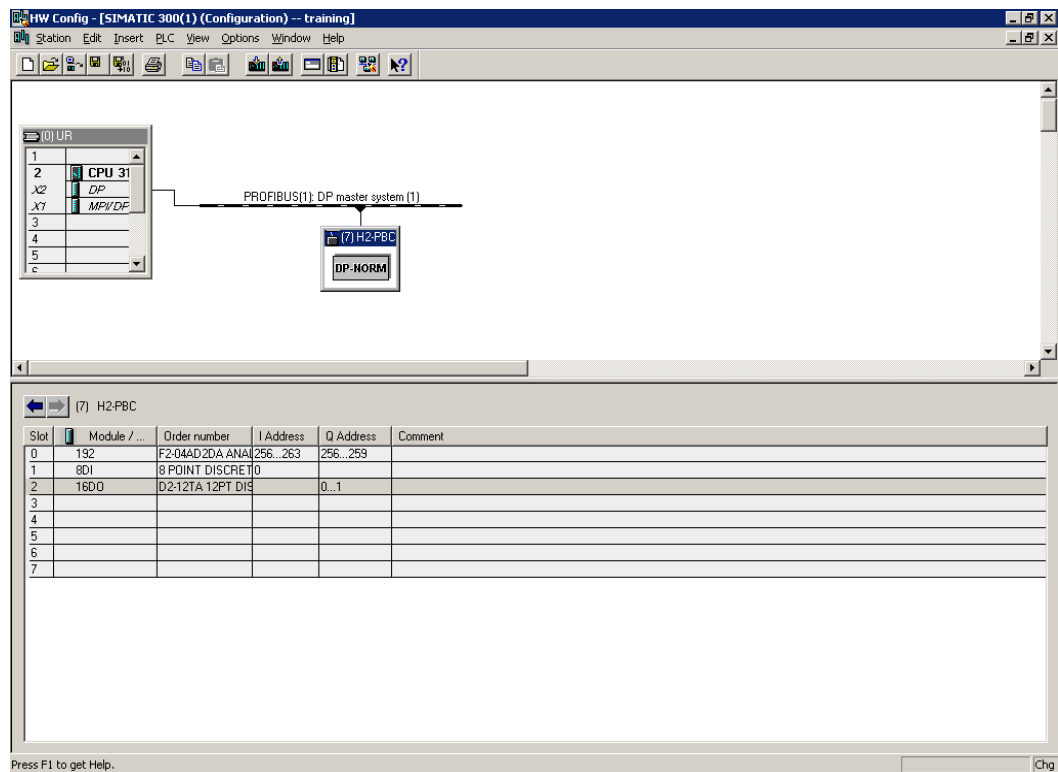 HW Config - [SIMATIC 300(1) (Configuration) -- training]
Station Edit Insert PLC View Options Window Help
(0) UR
1
2 CPU 31
X2 DP
X1 MPI/DP
3
4
5
6
PROFIBUS(1): DP master system (1)
(7) H2-PBC
DP-NORM
(7) H2-PBC
Slot Module / ... Order number I Address Q Address Comment
0 192 F2-04AD2DA ANAL 256...263 256...259
1 8DI 8 POINT DISCRET 0
2 16DO D2-12TA 12PT DIS 0...1
3
4
5
6
7
Press F1 to get Help.
Chg